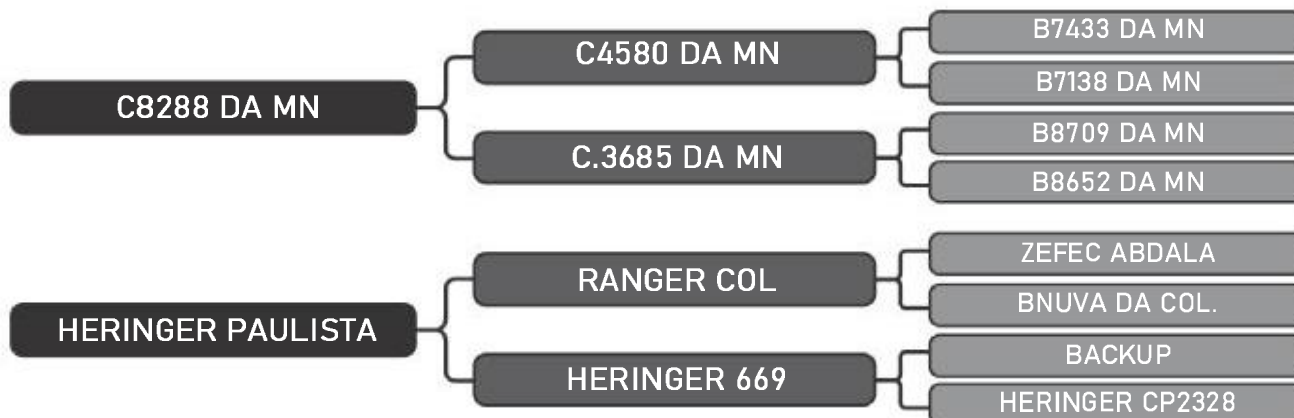 B7433 DA MN
C4580 DA MN
B7138 DA MN
C8288 DA MN
B8709 DA MN
C.3685 DA MN
B8652 DA MN
ZEFEC ABDALA
RANGER COL
BNUVA DA COL.
HERINGER PAULISTA
BACKUP
HERINGER 669
HERINGER CP2328